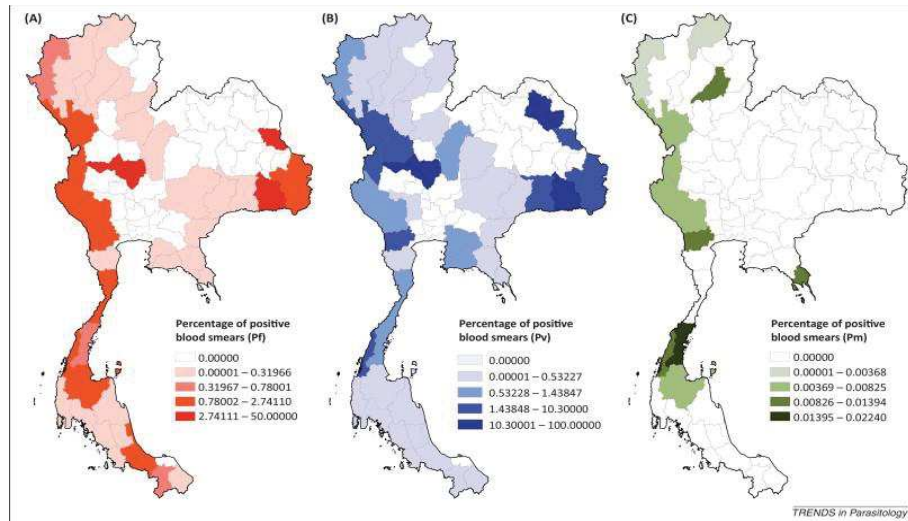 (A)
(B)
(C)
Percentage of positive
blood smears (Pf)
0.00000
0.00001 – 0.31966
0.31967 – 0.78001
0.78002 – 2.74110
2.74111 – 50.00000
Percentage of positive
blood smears (Pv)
0.00000
0.00001 – 0.53227
0.53228 – 1.43847
1.43848 – 10.30000
10.30001 – 100.00000
Percentage of positive
blood smears (Pm)
0.00000
0.00001 – 0.00368
0.00369 – 0.00825
0.00826 – 0.01394
0.01395 – 0.02240
TRENDS in Parasitology